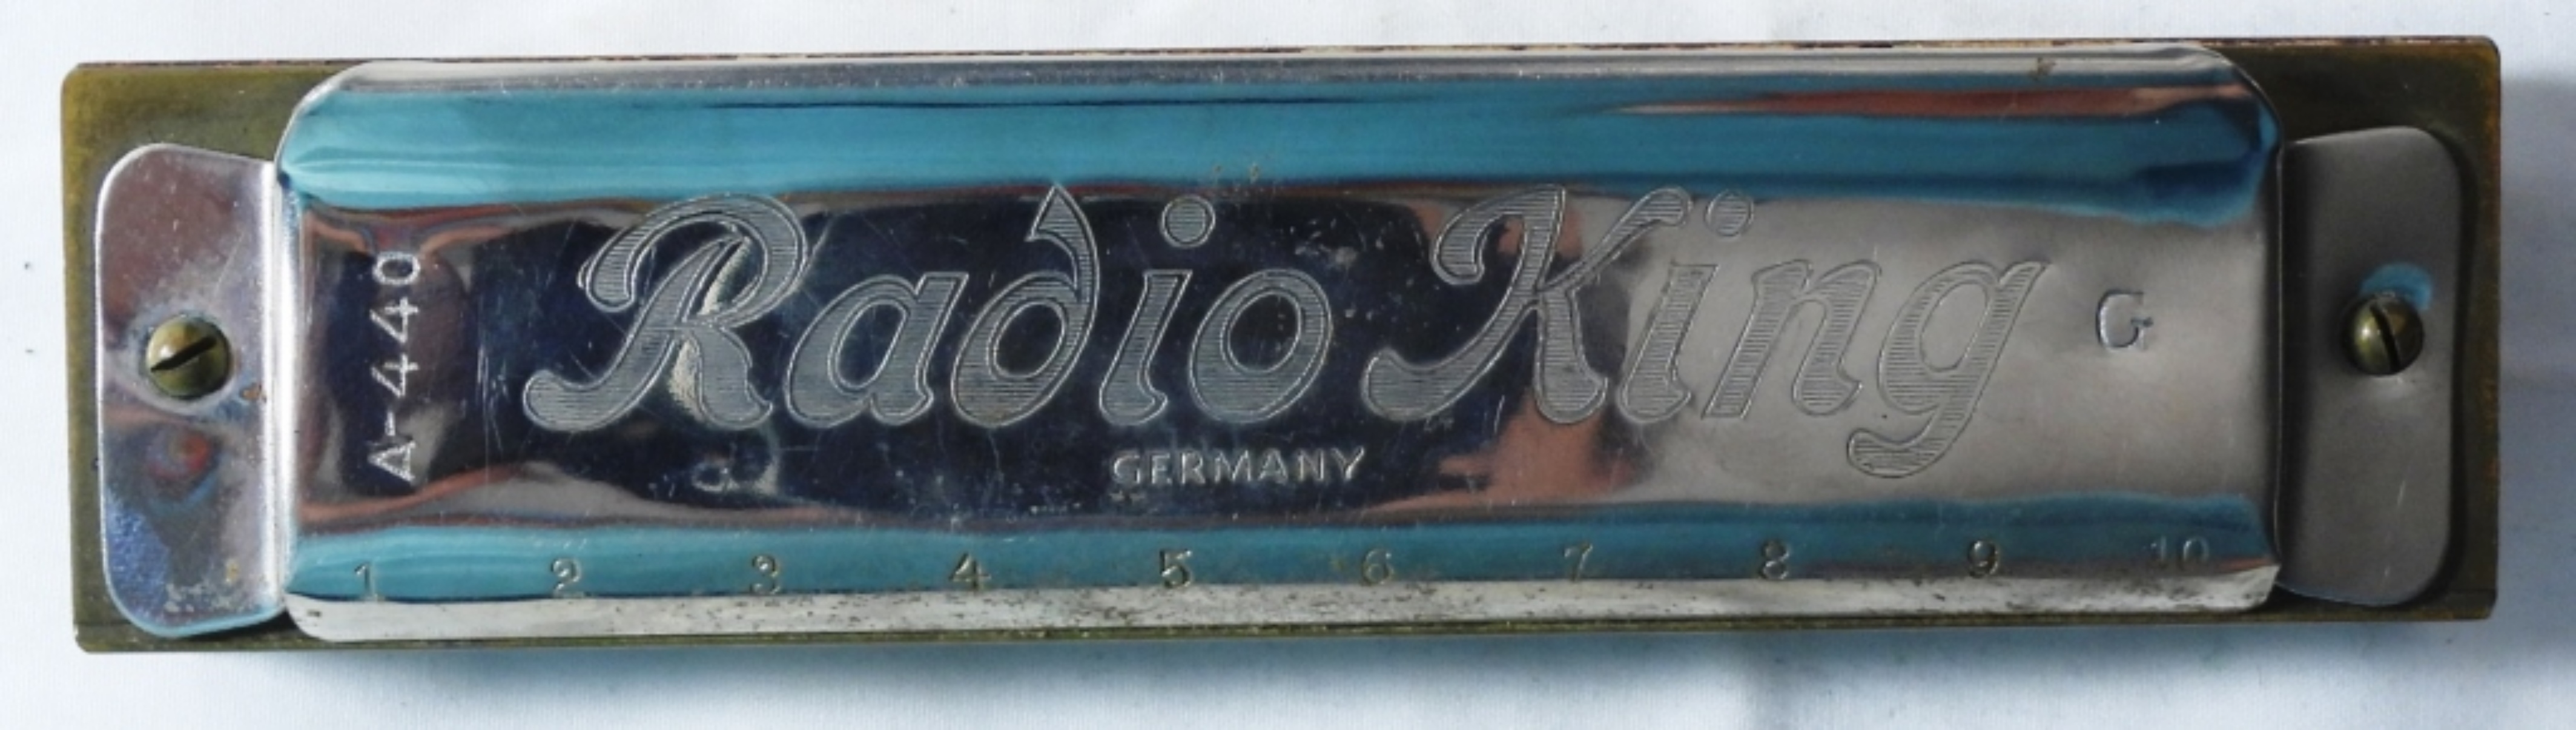 A-440
Radio King G
GERMANY
1 2 3 4 5 6 7 8 9 10